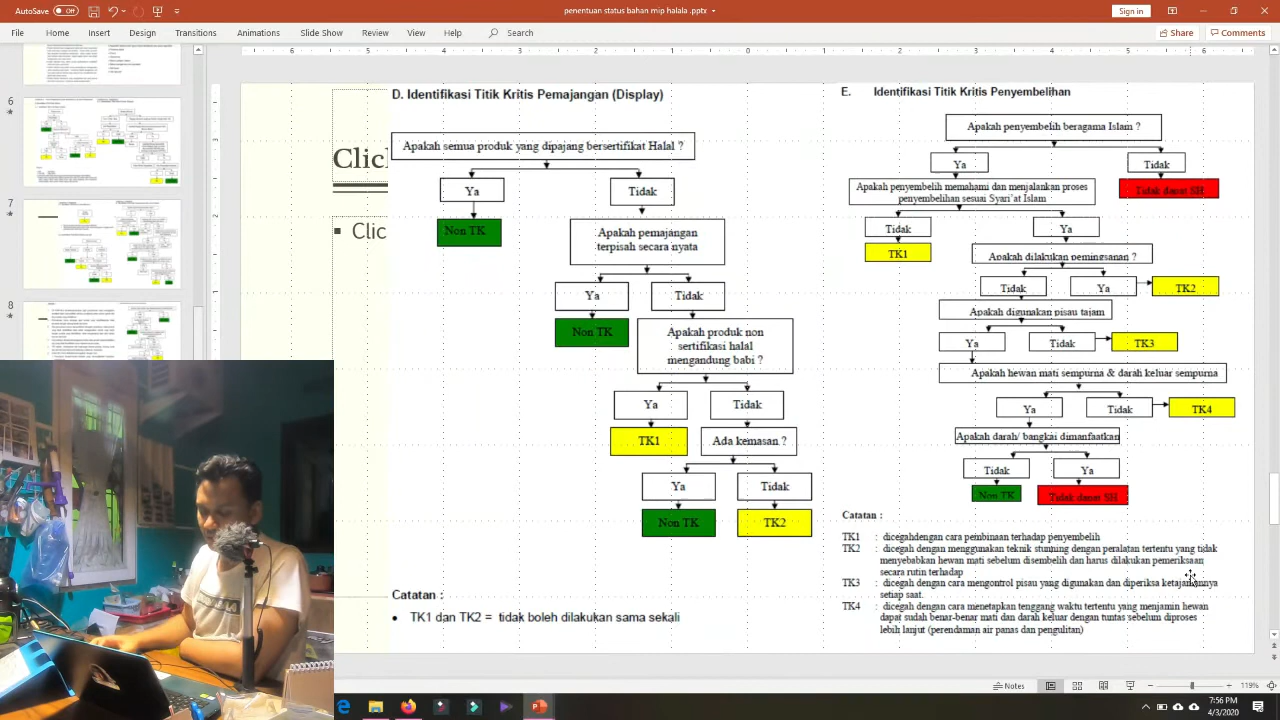 AutoSave Off
penentuan status bahan mip halala .pptx
Sign in
File Home Insert Design Transitions Animations Slide Show Review View Help Search
Share Comments
8
Clic
Clic
D. Identifikasi Titik Kritis Pemajangan (Display)
Apakah semua produk yang dipajang bersertifikat Halal ?
Ya
Tidak
Non TK
Apakah pemajangan
terpisah secara nyata
Ya
Tidak
Non TK
Apakah produk non
sertifikasi halal
mengandung babi ?
Ya
Tidak
TK1
Ada kemasan ?
Ya
Tidak
Non TK
TK2
Catatan :
• TK1 dan TK2 = tidak boleh dilakukan sama sekali
E. Identifikasi Titik Kritis Penyembelihan
Apakah penyembelih beragama Islam ?
Ya
Tidak
Apakah penyembelih memahami dan menjalankan proses
penyembelihan sesuai Syari'at Islam
Tidak dapat SH
Tidak
Ya
TK1
Apakah dilakukan pemingsanan ?
Tidak
Ya
TK2
Apakah digunakan pisau tajam
Ya
Tidak
TK3
Apakah hewan mati sempurna & darah keluar sempurna
Ya
Tidak
TK4
Apakah darah/ bangkai dimanfaatkan
Tidak
Ya
Non TK
Tidak dapat SH
Catatan :
TK1 : dicegahdengan cara pembinaan terhadap penyembelih
TK2 : dicegah dengan menggunakan teknik stunning dengan peralatan tertentu yang tidak
menyebabkan hewan mati sebelum disembelih dan harus dilakukan pemeriksaan
secara rutin terhadap
TK3 : dicegah dengan cara mengontrol pisau yang digunakan dan diperiksa ketajamannya
setiap saat.
TK4 : dicegah dengan cara menetapkan tenggang waktu tertentu yang menjamin hewan
dapat sudah benar-benar mati dan darah keluar dengan tuntas sebelum diproses
lebih lanjut (perendaman air panas dan pengulitan)
Notes
119%
7:56 PM
4/3/2020